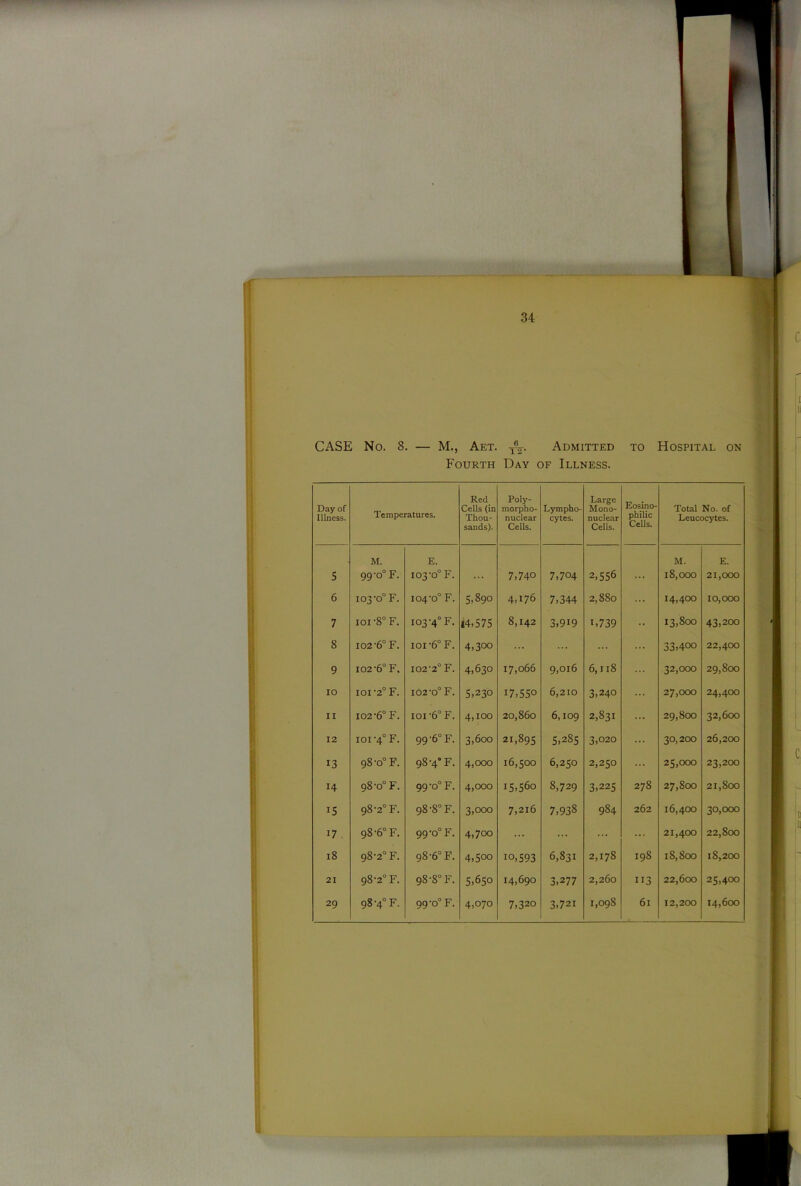 34
CASE No. 8. — M., AET. 6/12. ADMITTED TO HOSPITAL ON
FOURTH DAY OF ILLNESS.
Day of Illness. | Temperatures. | Red Cells (in Thou- sands). | Poly- morpho- nuclear Cells. | Lympho- cytes. | Large Mono- nuclear Cells. | Eosino- philic Cells. | Total No. of Leucocytes.
M. E. M. E.
5 99·0° F. 103·0° F. ... 7,740 7,704 2,556 ... 18,000 21,000
6 103·0° F. 104·0° F. 5,890 4,176 7,344 2,880 ... 14,400 10,000
7 101·8° F. 103·4° F. 4,575 8,142 3,919 1,739 .. 13,800 43,200
8 102·6° F. 101·6° F. 4,300 ... ... ... ... 33,400 22,400
9 102·6° F. 102·2° F. 4,630 17,066 9,016 6,118 ... 32,000 29,800
10 101·2° F. 102·0° F. 5,230 17,550 6,210 3,240 ... 27,000 24,400
11 102·6° F. 101·6° F. 4,100 20,860 6,109 2,831 ... 29,800 32,600
12 101·4° F. 99·6° F. 3,600 21,895 5,285 3,020 ... 30,200 26,200
13 98·0° F. 98·4° F. 4,000 16,500 6,250 2,250 ... 25,000 23,200
14 98·0° F. 99·0° F. 4,000 15,560 8,729 3,225 278 27,800 21,800
15 98·2° F. 98·8° F. 3,000 7,216 7,938 984 262 16,400 30,000
17 98·6° F. 99·0° F. 4,700 ... ... ... ... 21,400 22,800
18 98·2° F. 98·6° F. 4,500 10,593 6,831 2,178 198 18,800 18,200
21 98·2° F. 98·8° F. 5,650 14,690 3,277 2,260 113 22,600 25,400
29 98·4° F. 99·0° F. 4,070 7,320 3,721 1,098 61 12,200 14,600